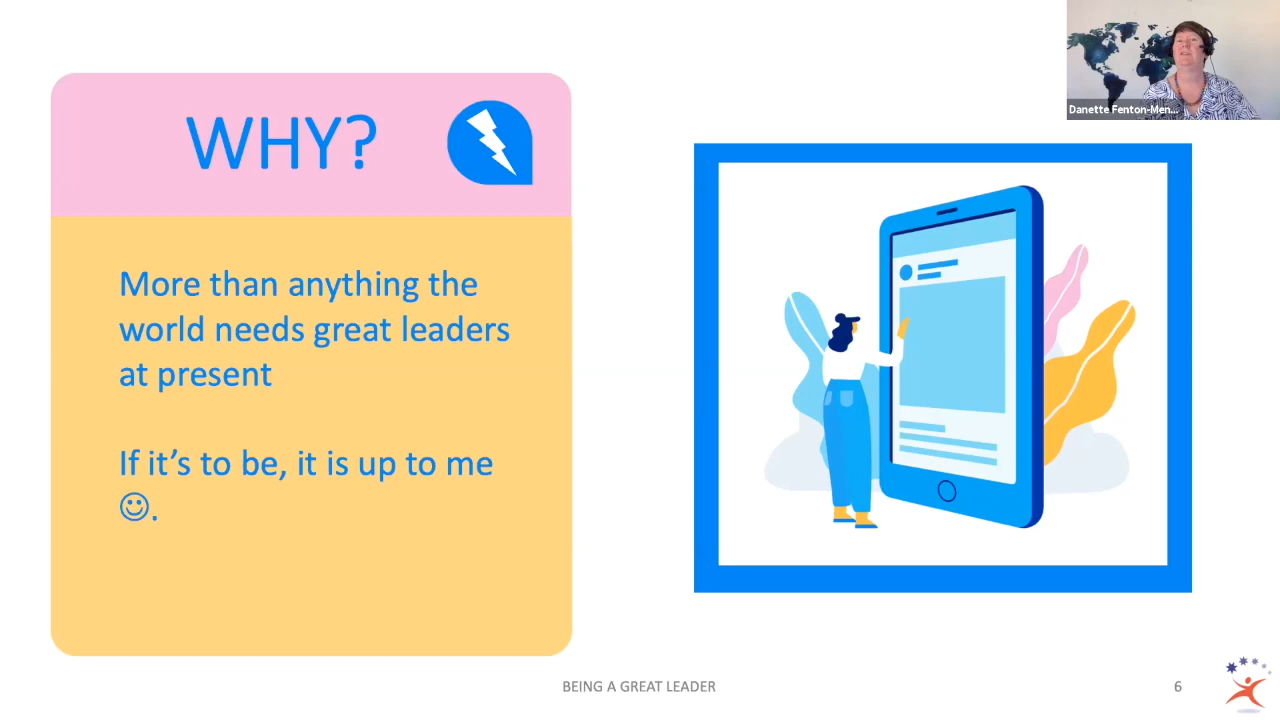 WHY?
More than anything the
world needs great leaders
at present
If it's to be, it is up to me
☺.
Danette Fenton-Men...
BEING A GREAT LEADER
6